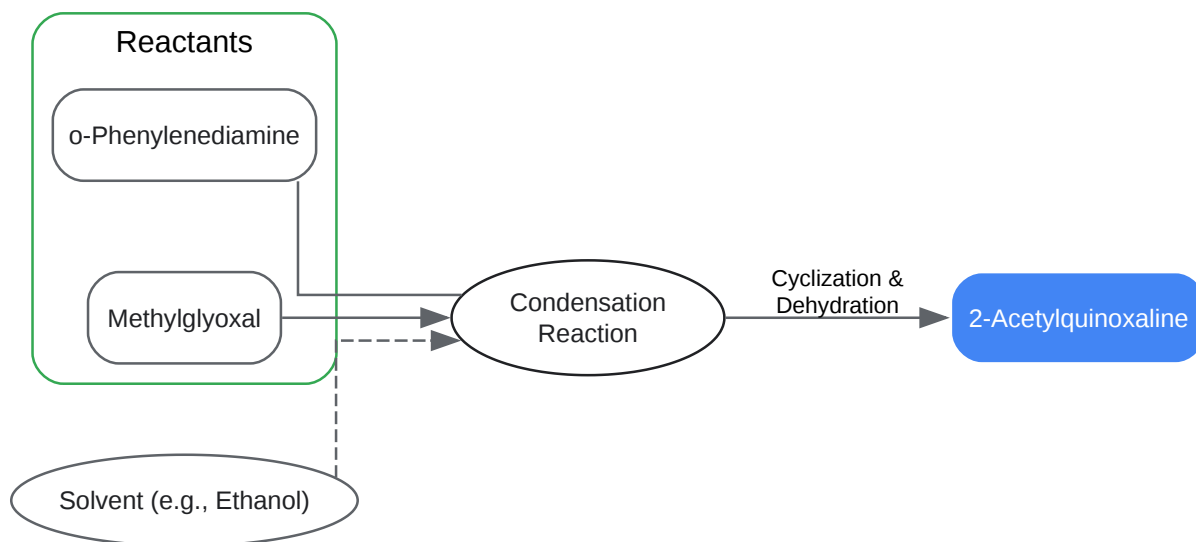 Reactants
o-Phenylenediamine
Methylglyoxal
Condensation
Reaction
Cyclization &
Dehydration
2-Acetylquinoxaline
Solvent (e.g., Ethanol)